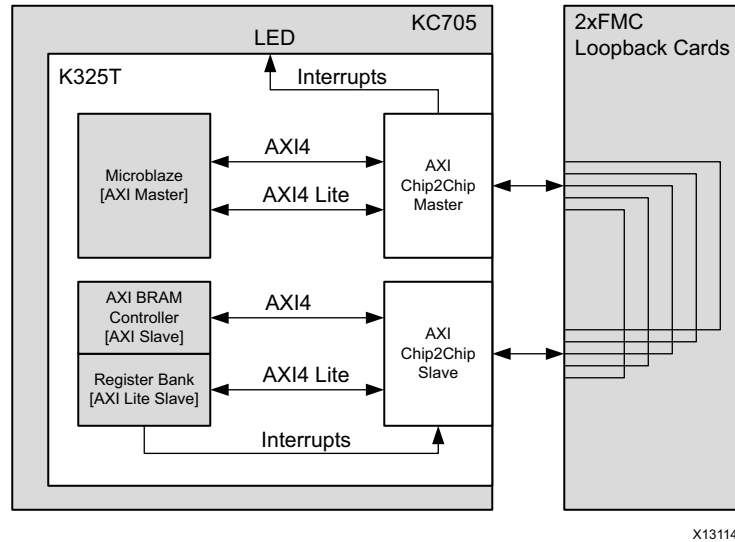 KC705
2xFMC
Loopback Cards
LED
K325T
Interrupts
Microblaze
[AXI Master]
AXI4
AXI4 Lite
AXI
Chip2Chip
Master
AXI BRAM
Controller
[AXI Slave]
Register Bank
[AXI Lite Slave]
AXI4
AXI4 Lite
AXI
Chip2Chip
Slave
Interrupts
X13114